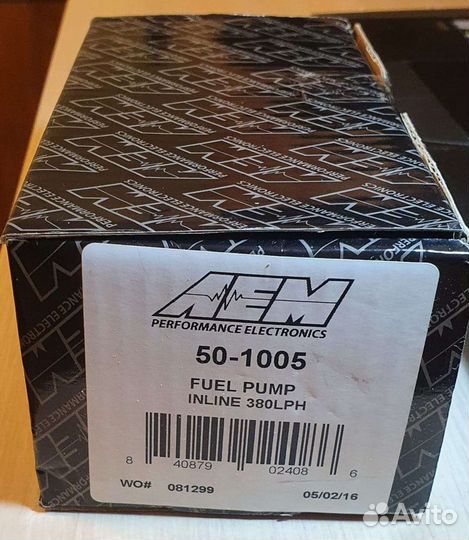 AEM
PERFORMANCE ELECTRONICS
50-1005
FUEL PUMP
INLINE 380LPH
8 40879 02408 6
WO# 081299 05/02/16
Avito